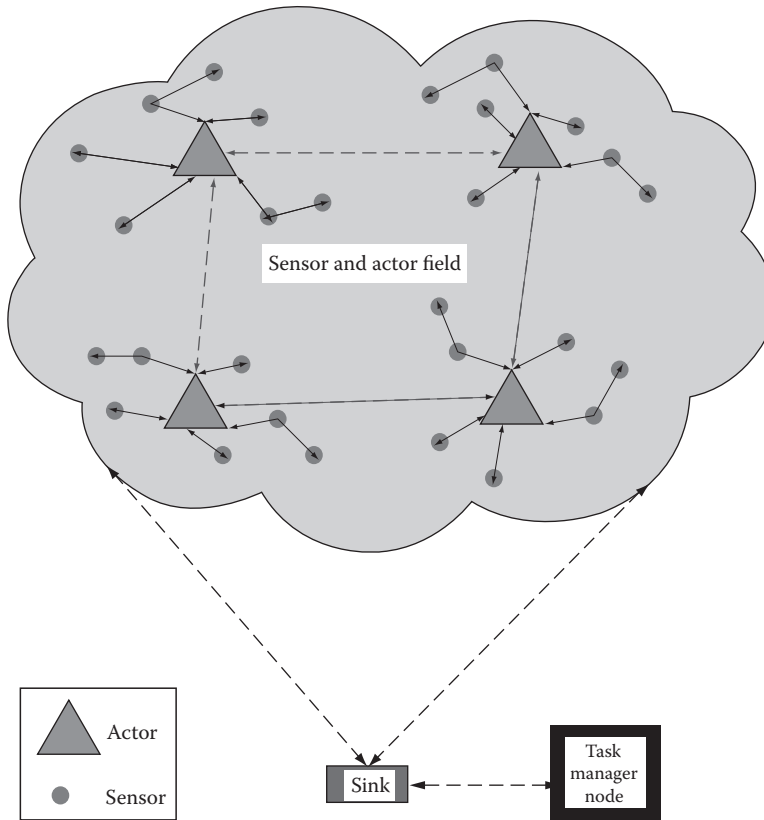 Sensor and actor field
Actor
Sensor
Sink
Task
manager
node